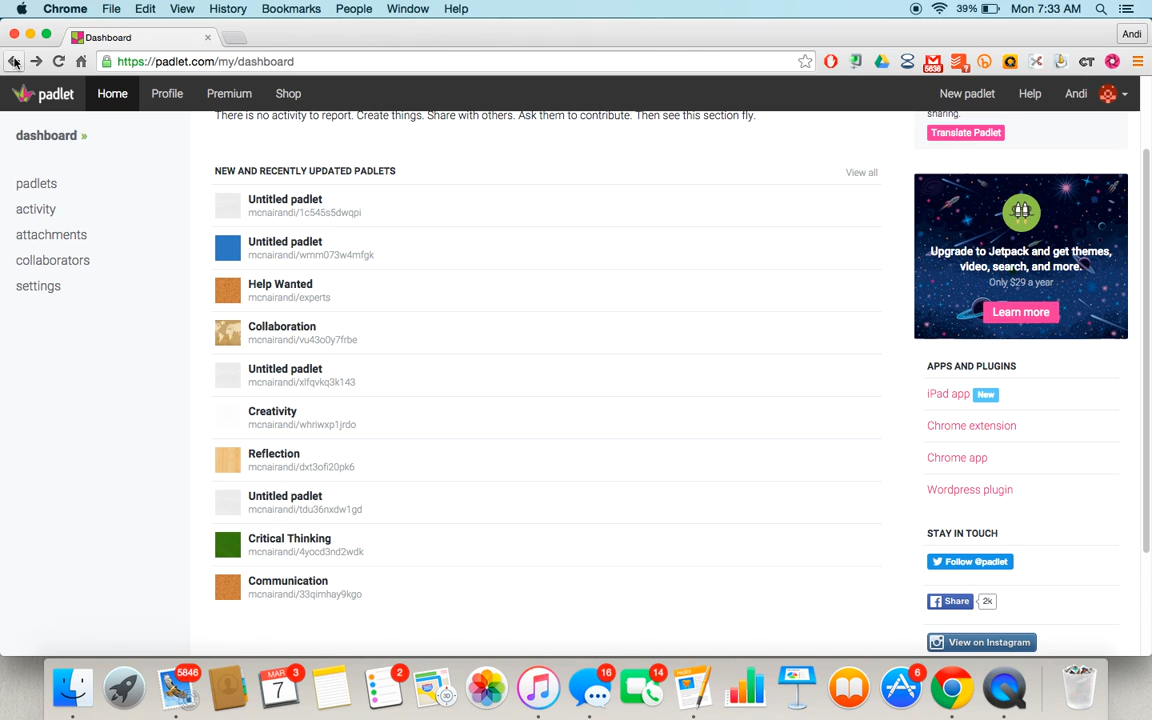 Chrome File Edit View History Bookmarks People Window Help 39% Mon 7:33 AM
Dashboard Andi
https://padlet.com/my/dashboard 5638 7 CT
padlet Home Profile Premium Shop New padlet Help Andi
dashboard »
padlets
activity
attachments
collaborators
settings
There is no activity to report. Create things. Share with others. Ask them to contribute. Then see this section fly.
NEW AND RECENTLY UPDATED PADLETS View all
Untitled padlet
mcnairandi/1c545s5dwqpi
Untitled padlet
mcnairandi/wmm073w4mfgk
Help Wanted
mcnairandi/experts
Collaboration
mcnairandi/vu43o0y7frbe
Untitled padlet
mcnairandi/xlfqvkq3k143
Creativity
mcnairandi/whriwxp1jrdo
Reflection
mcnairandi/dxt3ofi20pk6
Untitled padlet
mcnairandi/tdu36nxdw1gd
Critical Thinking
mcnairandi/4yocd3nd2wdk
Communication
mcnairandi/33qimhay9kgo
sharing.
Translate Padlet
Upgrade to Jetpack and get themes,
video, search, and more.
Only $29 a year
Learn more
APPS AND PLUGINS
iPad app New
Chrome extension
Chrome app
Wordpress plugin
STAY IN TOUCH
Follow @padlet
Share 2k
View on Instagram
5846 MAR 7 3 2 3D 16 14 6